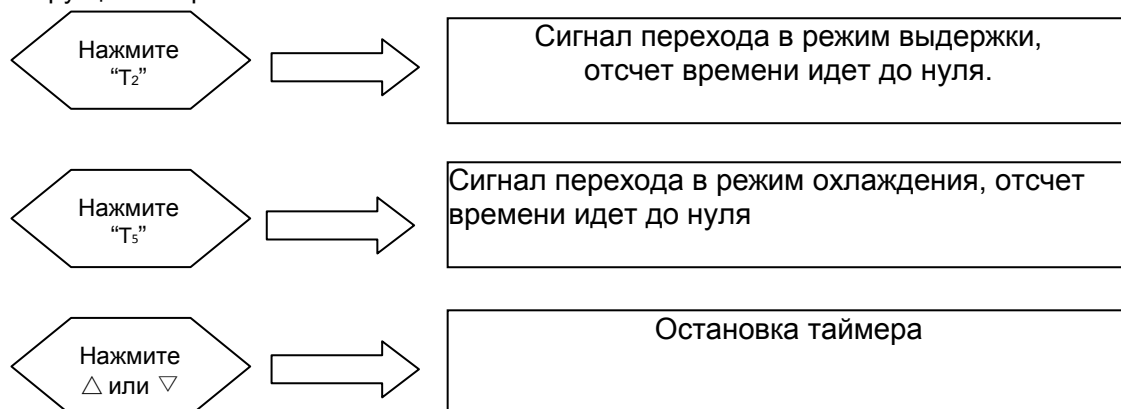 Нажмите
“T₂”
Сигнал перехода в режим выдержки,
отсчет времени идет до нуля.
Нажмите
“T₅”
Сигнал перехода в режим охлаждения, отсчет
времени идет до нуля
Нажмите
△ или ▽
Остановка таймера